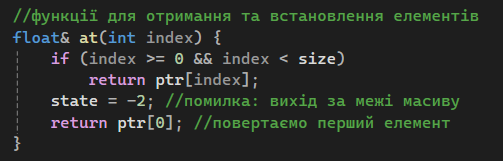 //функції для отримання та встановлення елементів
float& at(int index) {
if (index >= 0 && index < size)
return ptr[index];
state = -2; //помилка: вихід за межі масиву
return ptr[0]; //повертаємо перший елемент
}